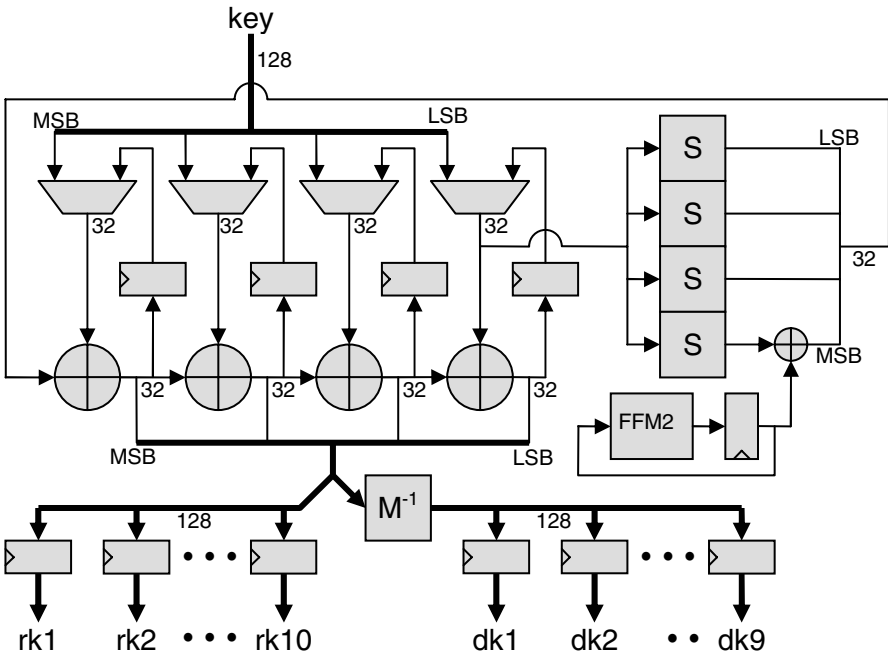 key
128
MSB
LSB
32
32
32
32
S
S
S
S
LSB
32
MSB
32
32
32
32
FFM2
MSB
LSB
M-1
128
128
rk1
rk2
• • •
rk10
dk1
dk2
• •
dk9